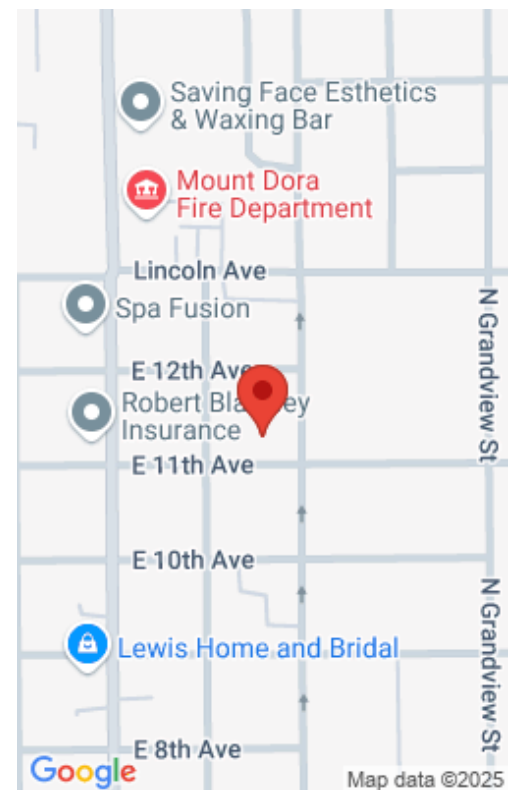 Saving Face Esthetics
& Waxing Bar
Mount Dora
Fire Department
Lincoln Ave
Spa Fusion
N Grandview St
E 12th Ave
Robert
Insurance
E 11th Ave
E 10th Ave
N Grandview St
Lewis Home and Bridal
E 8th Ave
Google
Map data ©2025